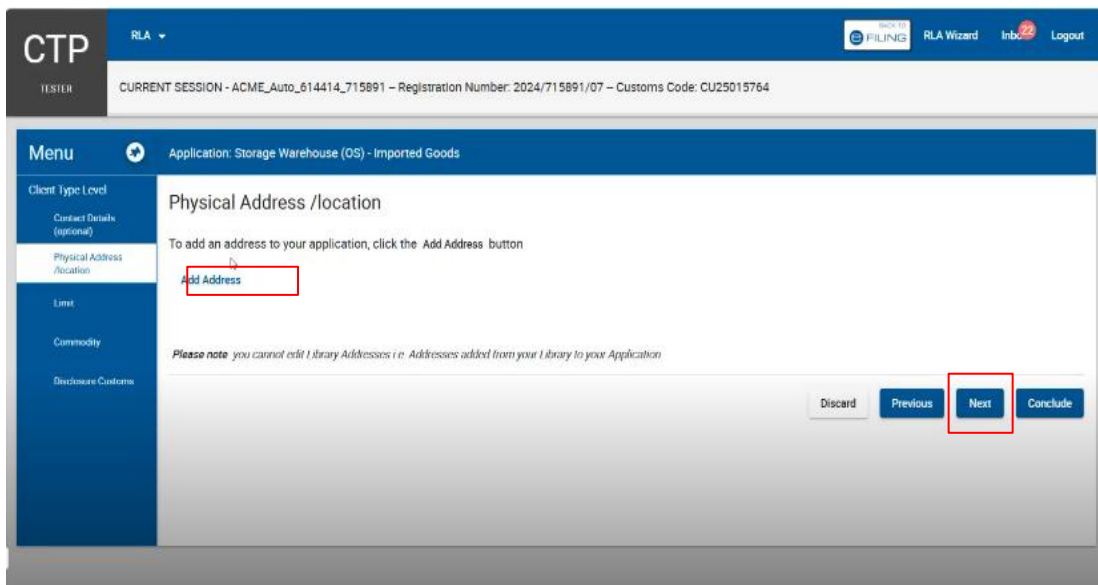 CTP
TESTER
RLA
BACK TO
e FILING
RLA Wizard
22
Logout
CURRENT SESSION - ACME_Auto_614414_715891 – Registration Number: 2024/715891/07 – Customs Code: CU25015764
Menu
Application: Storage Warehouse (OS) - Imported Goods
Client Type Level
Contact Details
(optional)
Physical Address
/location
Limit
Commodity
Disclosure Customs
Physical Address /location
To add an address to your application, click the Add Address button
Add Address
Please note you cannot edit Library Addresses i.e Addresses added from your Library to your Application
Discard
Previous
Next
Conclude